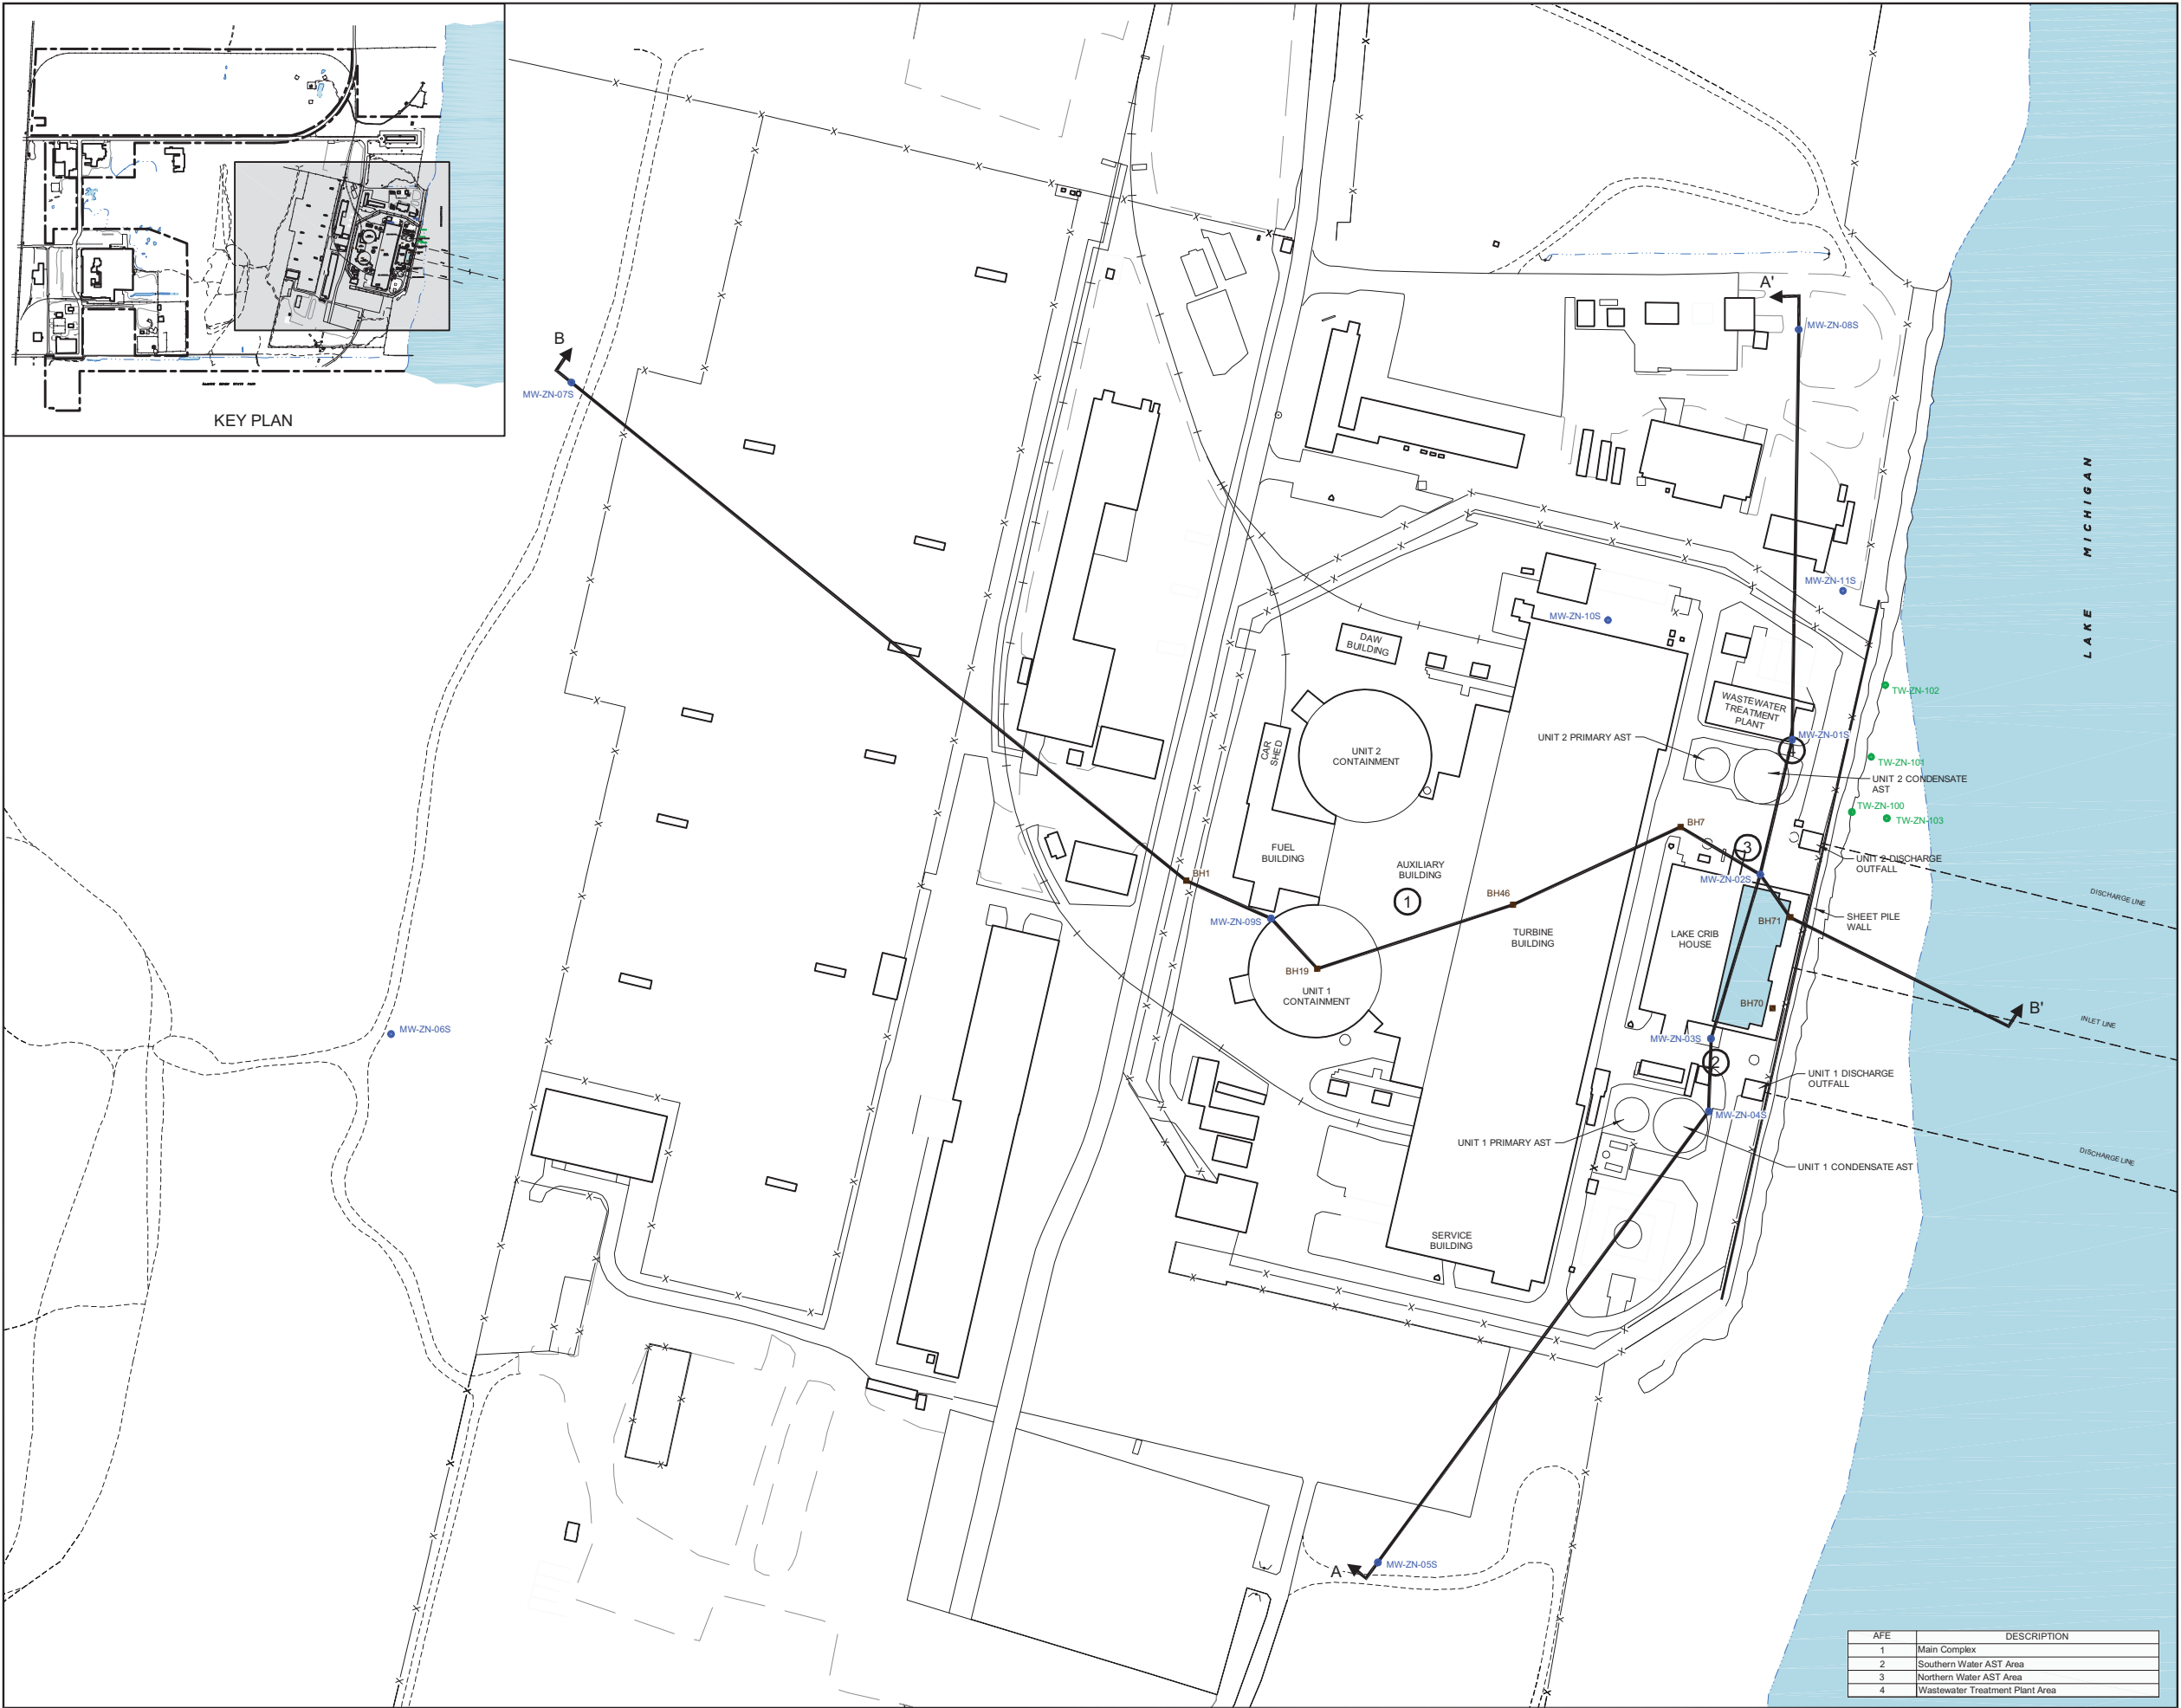 KEY PLAN
B
MW-ZN-07S
A'
MW-ZN-08S
LAKE MICHIGAN
MW-ZN-11S
MW-ZN-10S
DAW
BUILDING
TW-ZN-102
WASTEWATER
TREATMENT
PLANT
UNIT 2 PRIMARY AST
MW-ZN-01S
4
CAR
SHED
UNIT 2
CONTAINMENT
TW-ZN-101
UNIT 2 CONDENSATE
AST
TW-ZN-100
TW-ZN-103
BH7
3
FUEL
BUILDING
AUXILIARY
BUILDING
UNIT 2 DISCHARGE
OUTFALL
BH1
MW-ZN-02S
BH46
1
DISCHARGE LINE
MW-ZN-09S
BH71
SHEET PILE
WALL
TURBINE
BUILDING
LAKE CRIB
HOUSE
BH19
UNIT 1
CONTAINMENT
BH70
B'
INLET LINE
MW-ZN-06S
MW-ZN-03S
2
UNIT 1 DISCHARGE
OUTFALL
MW-ZN-04S
UNIT 1 PRIMARY AST
DISCHARGE LINE
UNIT 1 CONDENSATE AST
SERVICE
BUILDING
A
MW-ZN-05S
AFE DESCRIPTION
1 Main Complex
2 Southern Water AST Area
3 Northern Water AST Area
4 Wastewater Treatment Plant Area